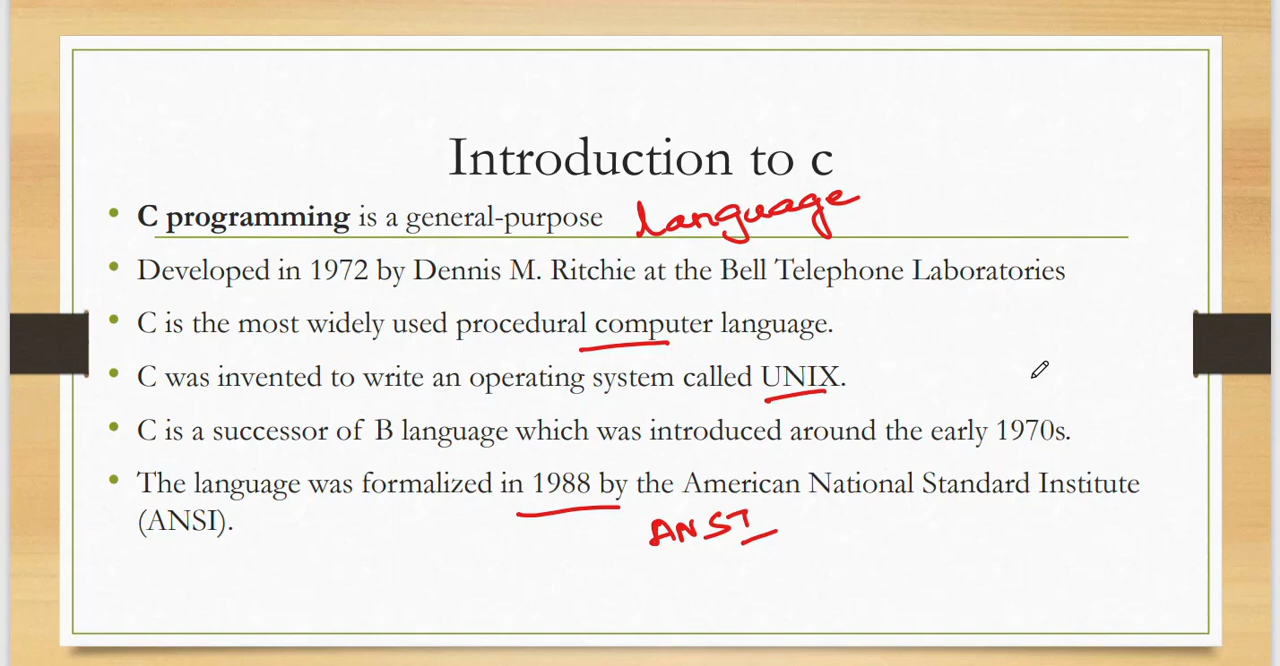 Introduction to c
• C programming is a general-purpose language
• Developed in 1972 by Dennis M. Ritchie at the Bell Telephone Laboratories
• C is the most widely used procedural computer language.
• C was invented to write an operating system called UNIX.
• C is a successor of B language which was introduced around the early 1970s.
• The language was formalized in 1988 by the American National Standard Institute
(ANSI).
ANSI